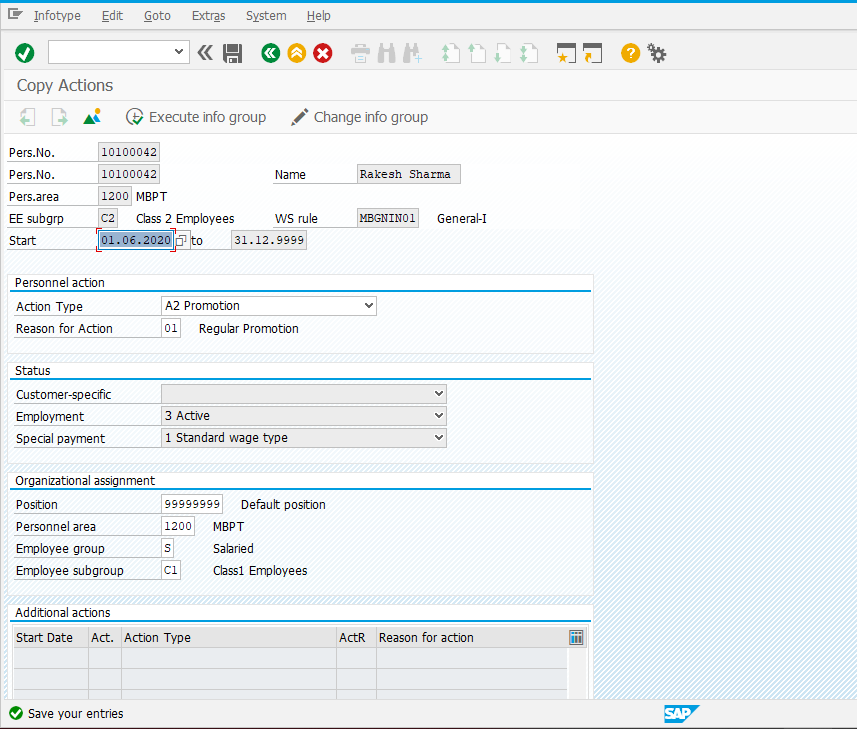 Infotype Edit Goto Extras System Help
Copy Actions
Execute info group Change info group
Pers.No. 10100042
Pers.No. 10100042 Name Rakesh Sharma
Pers.area 1200 MBPT
EE subgrp C2 Class 2 Employees WS rule MBGNIN01 General-I
Start 01.06.2020 to 31.12.9999
Personnel action
Action Type A2 Promotion
Reason for Action 01 Regular Promotion
Status
Customer-specific
Employment 3 Active
Special payment 1 Standard wage type
Organizational assignment
Position 99999999 Default position
Personnel area 1200 MBPT
Employee group S Salaried
Employee subgroup C1 Class1 Employees
Additional actions
Start Date Act. Action Type ActR Reason for action
Save your entries SAP